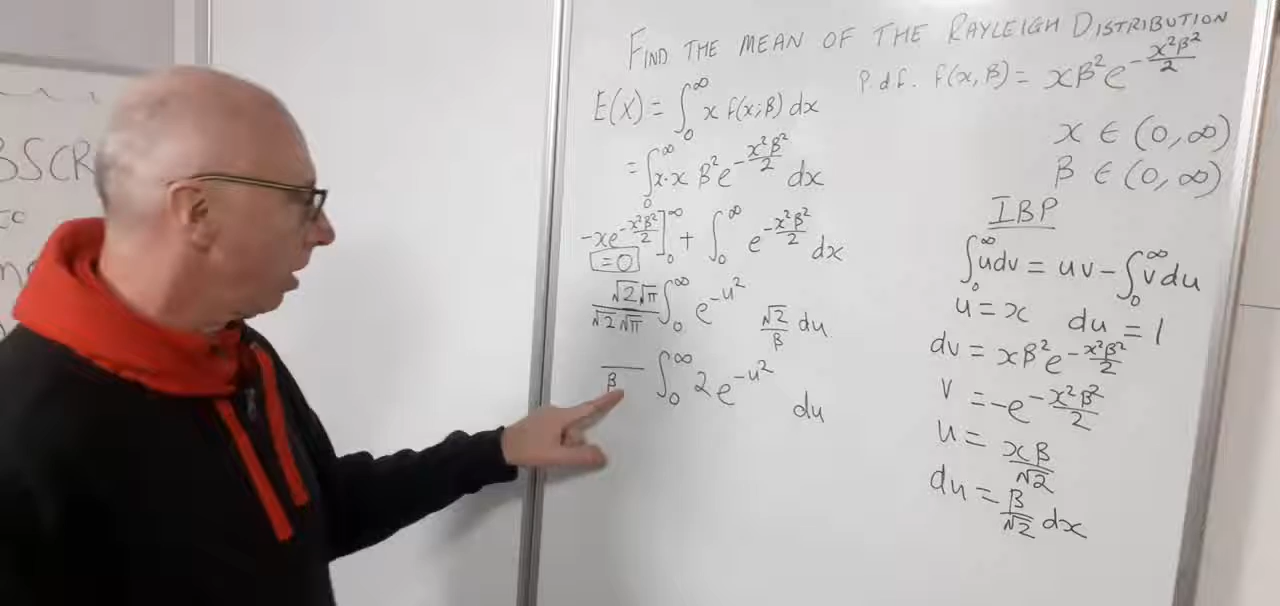 FIND THE MEAN OF THE RAYLEIGH DISTRIBUTION
P.d.f. f(x,β) = xβ²e^(-x²β²/2)
E(X) = ∫₀^∞ x f(x;β) dx
= ∫₀^∞ x·x β²e^(-x²β²/2) dx
-xe^(-x²β²/2)]₀^∞ + ∫₀^∞ e^(-x²β²/2) dx
=0
√2√π/√2√π ∫₀^∞ e^(-u²) √2/β du
/β ∫₀^∞ 2e^(-u²) du
x ∈ (0,∞)
β ∈ (0,∞)
IBP
∫₀^∞ udv = uv - ∫₀^∞ v du
u = x du = 1
dv = xβ²e^(-x²β²/2)
v = -e^(-x²β²/2)
u = xβ/√2
du = β/√2 dx